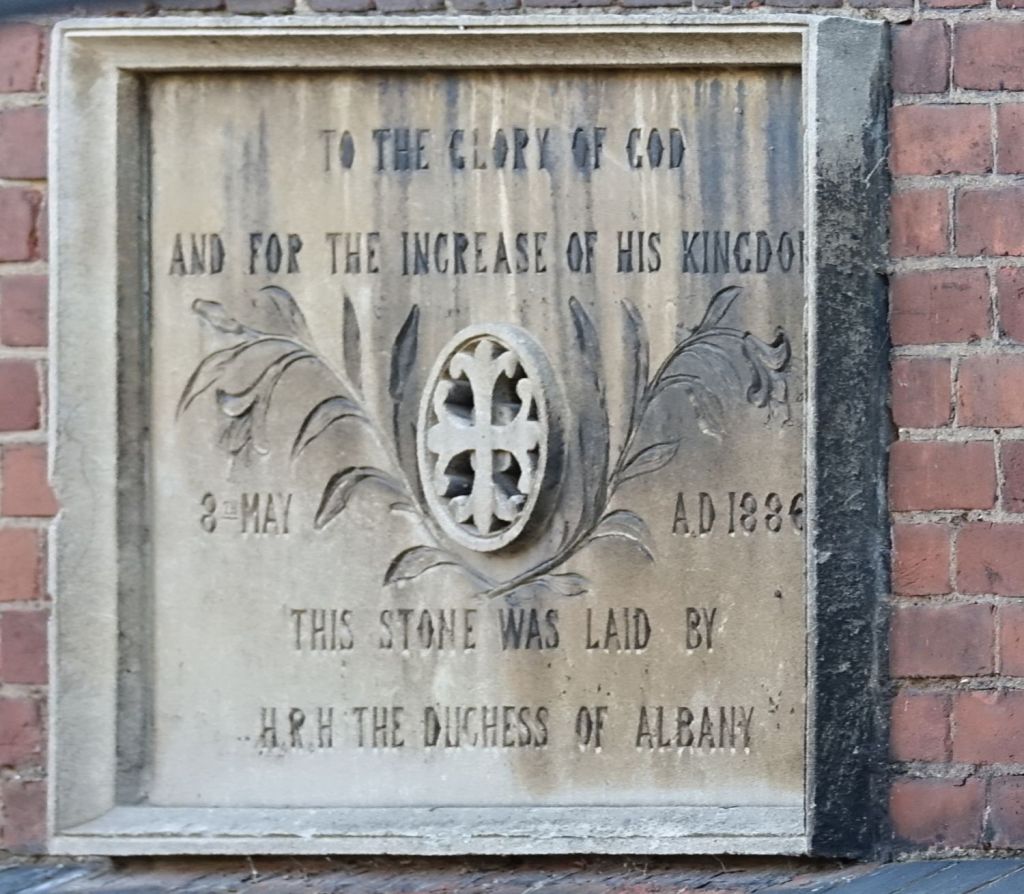 TO THE GLORY OF GOD
AND FOR THE INCREASE OF HIS KINGDOM
8TH MAY A.D 1886
THIS STONE WAS LAID BY
H.R.H THE DUCHESS OF ALBANY